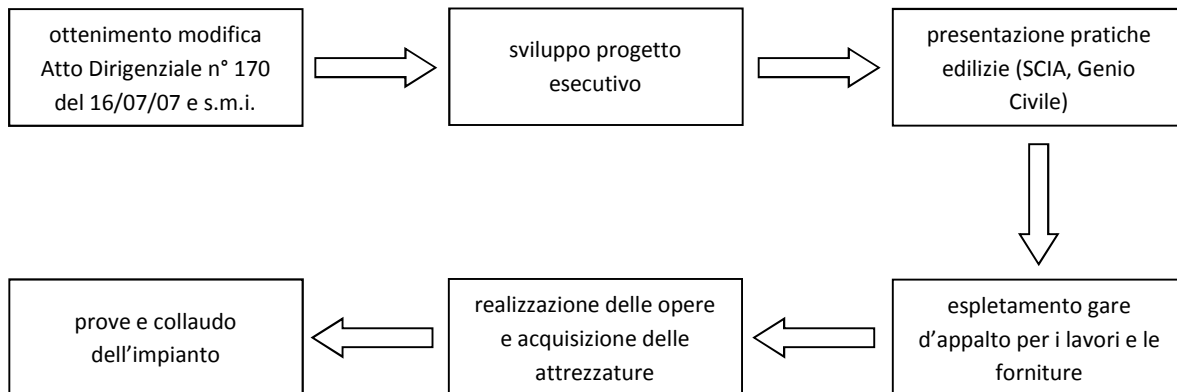 ottenimento modifica
Atto Dirigenziale n° 170
del 16/07/07 e s.m.i.
sviluppo progetto
esecutivo
presentazione pratiche
edilizie (SCIA, Genio
Civile)
espletamento gare
d’appalto per i lavori e le
forniture
realizzazione delle opere
e acquisizione delle
attrezzature
prove e collaudo
dell’impianto